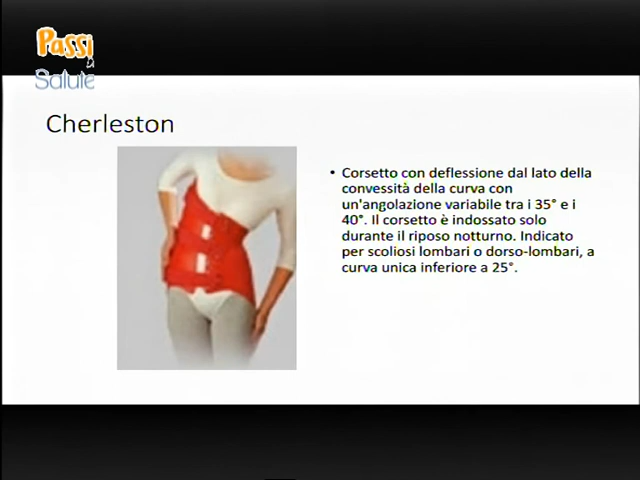 Passi
di
Salute
Cherleston
• Corsetto con deflessione dal lato della
convessità della curva con
un'angolazione variabile tra i 35° e i
40°. Il corsetto è indossato solo
durante il riposo notturno. Indicato
per scoliosi lombari o dorso-lombari, a
curva unica inferiore a 25°.